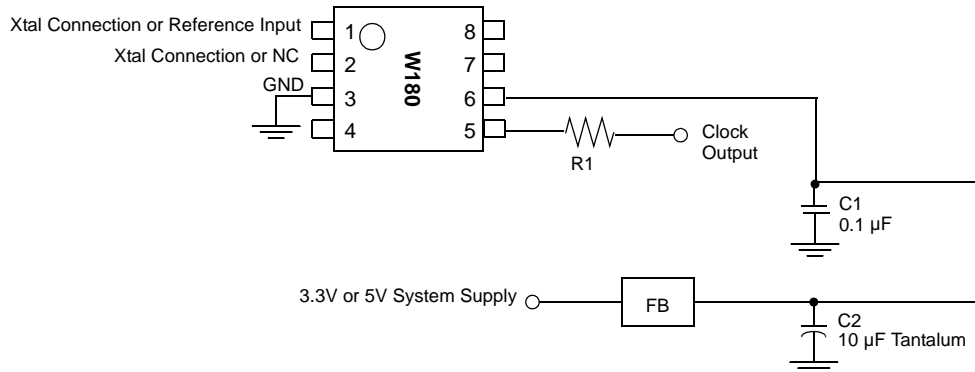 Xtal Connection or Reference Input
Xtal Connection or NC
GND
1
2
3
4
W180
8
7
6
5
R1
Clock
Output
C1
0.1 µF
3.3V or 5V System Supply
FB
C2
10 µF Tantalum